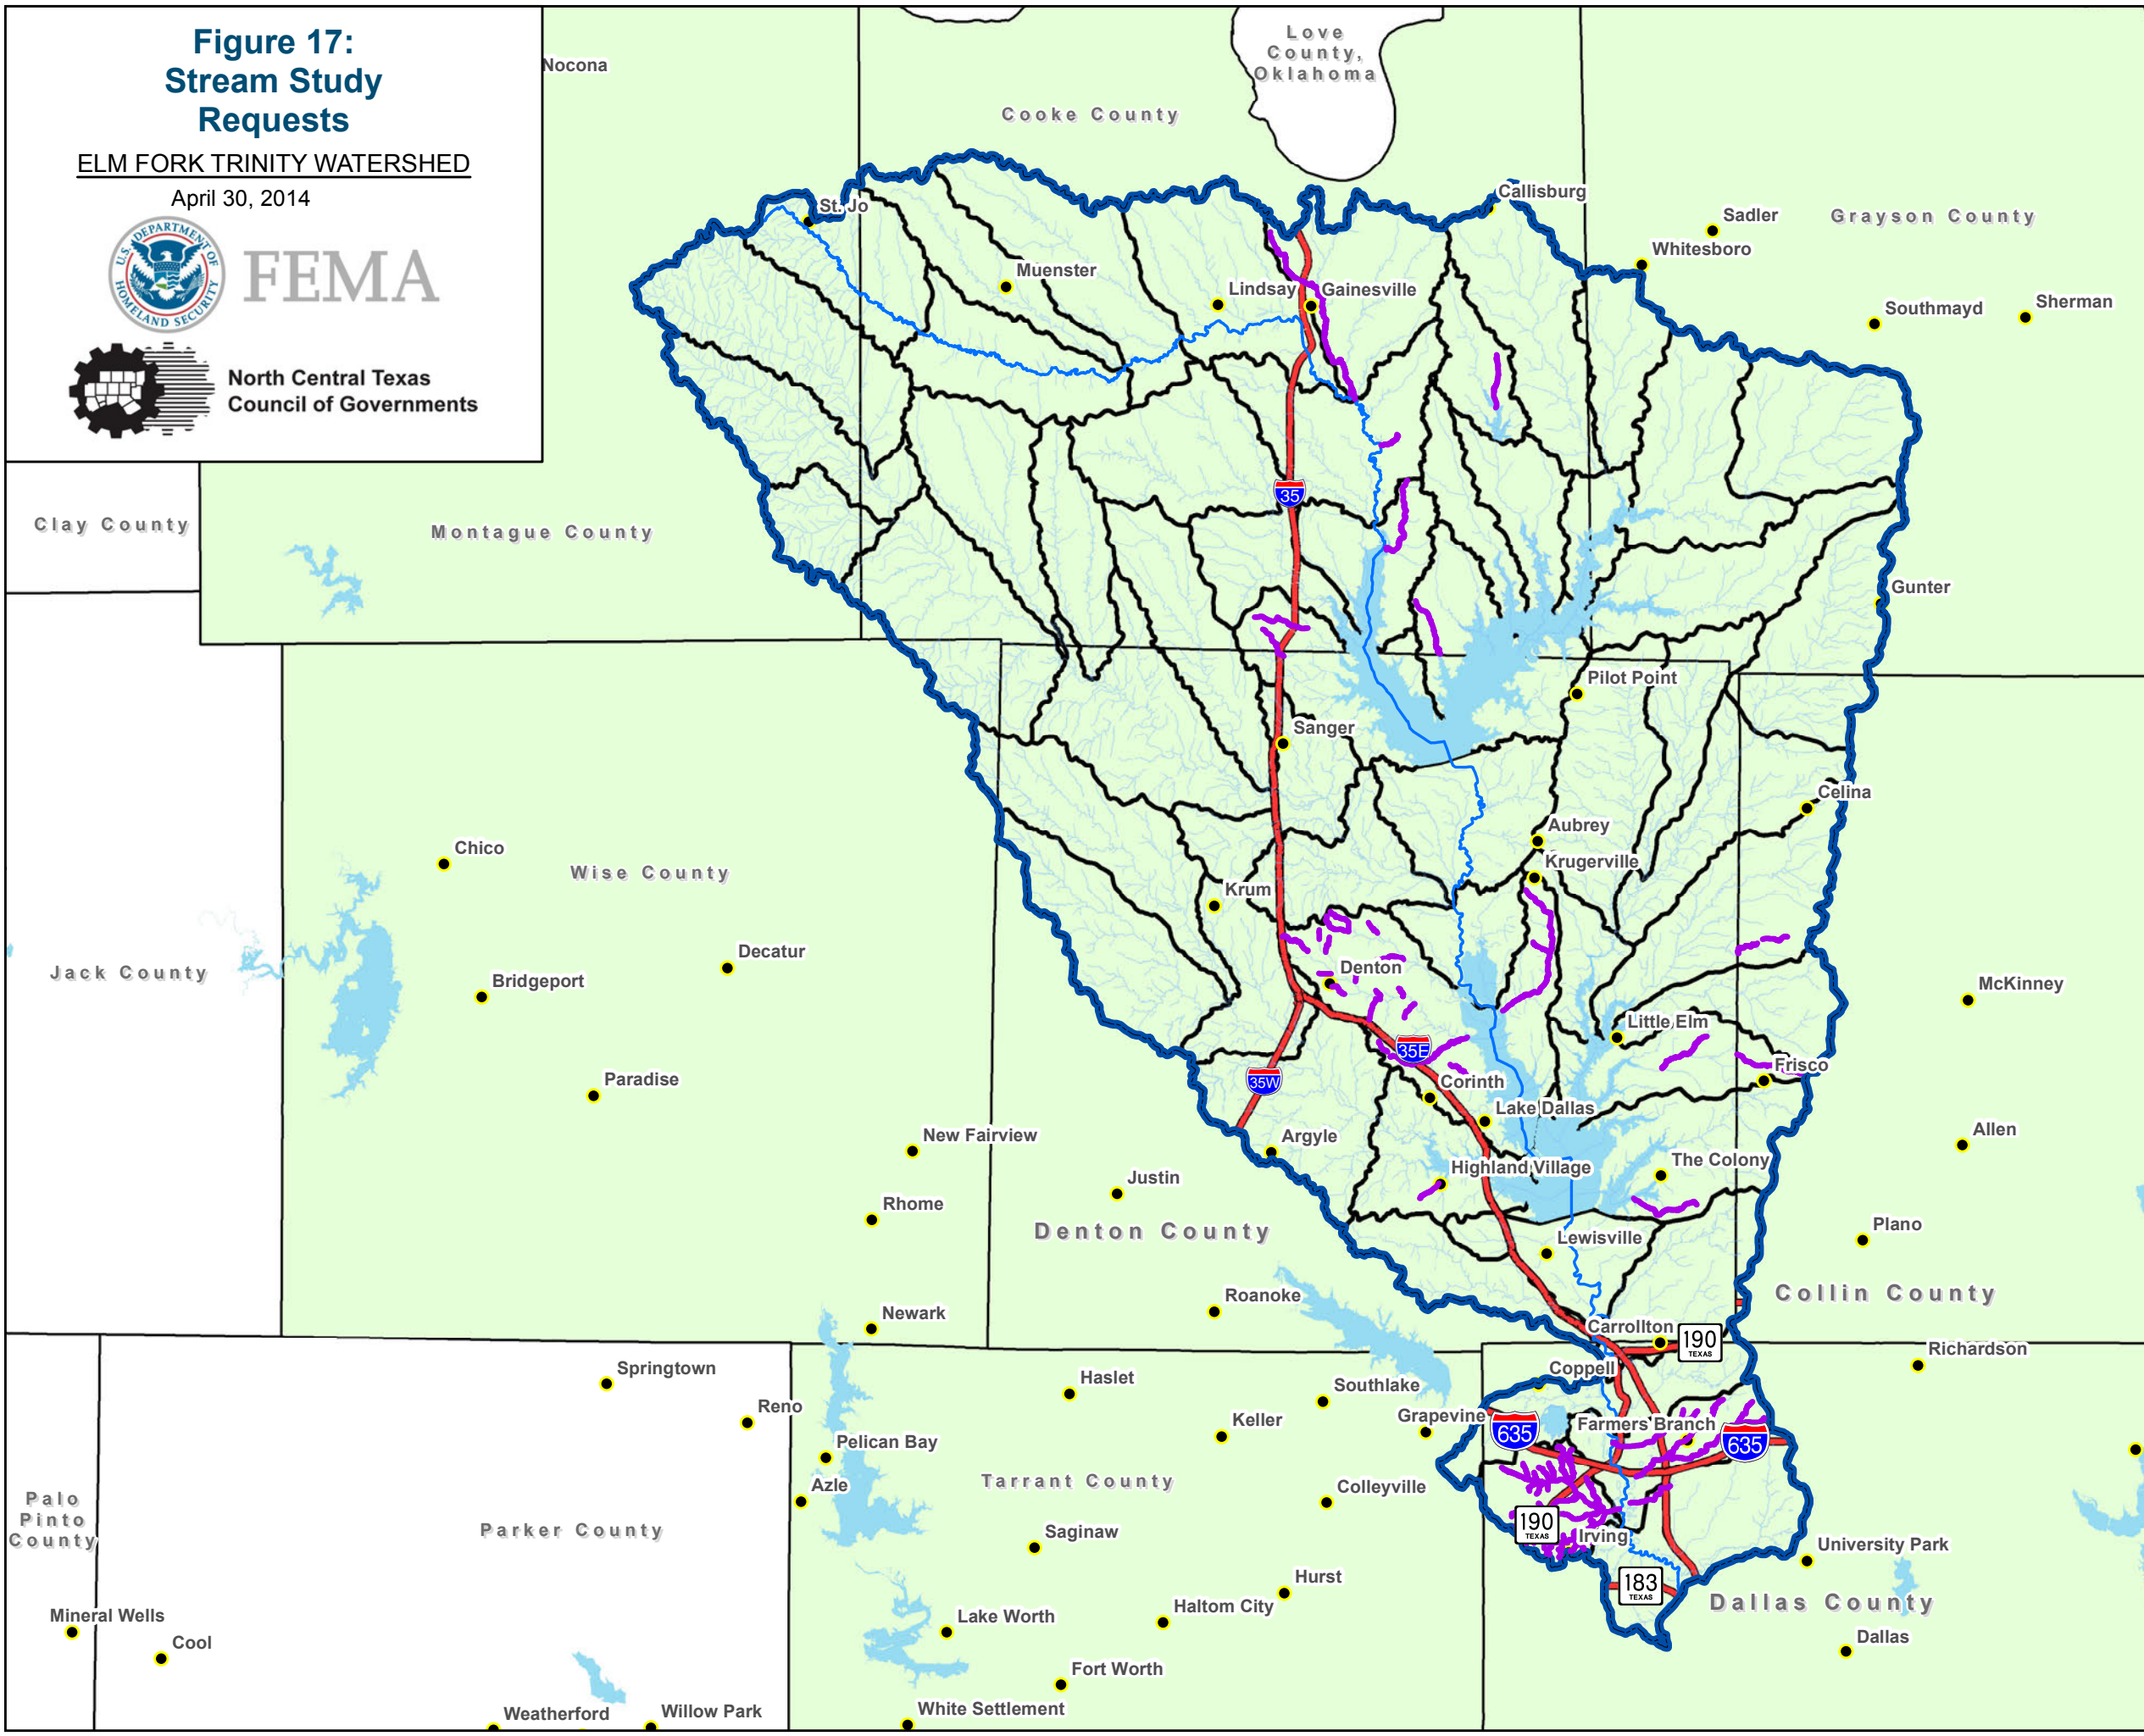 Figure 17:
Stream Study
Requests
ELM FORK TRINITY WATERSHED
April 30, 2014
U.S. DEPARTMENT OF
HOMELAND SECURITY
FEMA
North Central Texas
Council of Governments
Nocona
Love
County,
Oklahoma
Cooke County
St. Jo
Callisburg
Sadler
Grayson County
Whitesboro
Muenster
Lindsay
Gainesville
Southmayd
Sherman
35
Clay County
Montague County
Gunter
Pilot Point
Sanger
Celina
Aubrey
Chico
Krugerville
Wise County
Krum
Decatur
Denton
Jack County
Bridgeport
McKinney
Little Elm
35E
Frisco
Paradise
35W
Corinth
Lake Dallas
New Fairview
Argyle
Allen
Highland Village
The Colony
Justin
Rhome
Denton County
Plano
Lewisville
Collin County
Roanoke
Newark
Carrollton
190
TEXAS
Richardson
Springtown
Coppell
Haslet
Southlake
Reno
Keller
Grapevine
635
Farmers Branch
635
Pelican Bay
Tarrant County
Azle
Colleyville
Palo
Pinto
County
Parker County
Saginaw
190
TEXAS
Irving
University Park
Hurst
183
TEXAS
Dallas County
Mineral Wells
Lake Worth
Haltom City
Cool
Dallas
Fort Worth
White Settlement
Weatherford
Willow Park